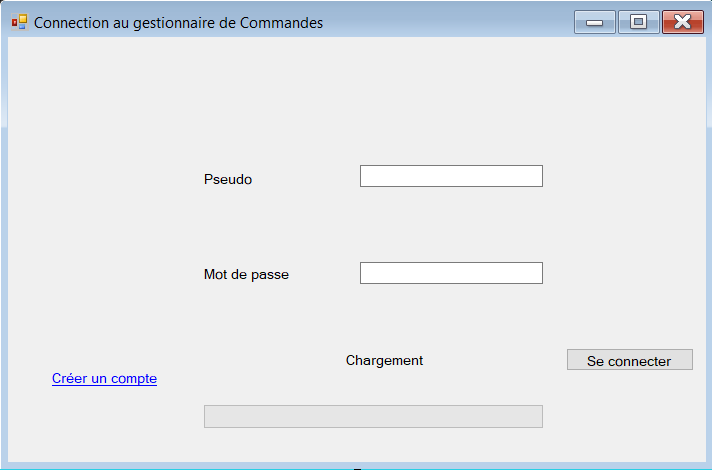 Connection au gestionnaire de Commandes
Pseudo
Mot de passe
Chargement
Se connecter
Créer un compte